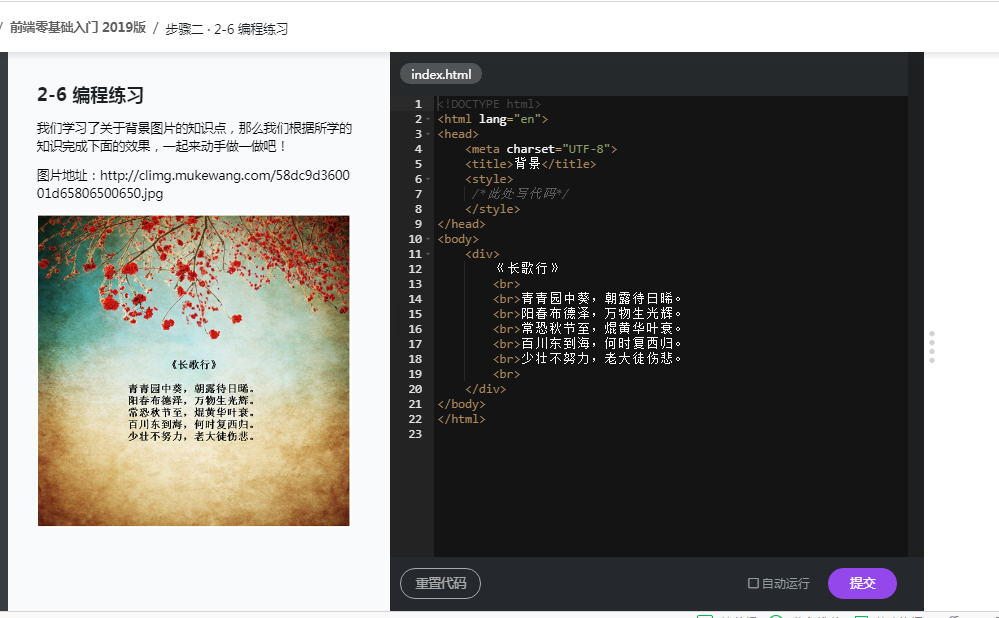 / 前端零基础入门 2019版 / 步骤二 · 2-6 编程练习
2-6 编程练习
我们学习了关于背景图片的知识点，那么我们根据所学的
知识完成下面的效果，一起来动手做一做吧！
图片地址：http://climg.mukewang.com/58dc9d3600
01d65806500650.jpg
《长歌行》
青青园中葵，朝露待日晞。
阳春布德泽，万物生光辉。
常恐秋节至，焜黄华叶衰。
百川东到海，何时复西归。
少壮不努力，老大徒伤悲。
index.html
1 <!DOCTYPE html>
2 <html lang="en">
3 <head>
4 <meta charset="UTF-8">
5 <title>背景</title>
6 <style>
7 /*此处写代码*/
8 </style>
9 </head>
10 <body>
11 <div>
12 《长歌行》
13 <br>
14 <br>青青园中葵，朝露待日晞。
15 <br>阳春布德泽，万物生光辉。
16 <br>常恐秋节至，焜黄华叶衰。
17 <br>百川东到海，何时复西归。
18 <br>少壮不努力，老大徒伤悲。
19 <br>
20 </div>
21 </body>
22 </html>
23
重置代码
自动运行
提交